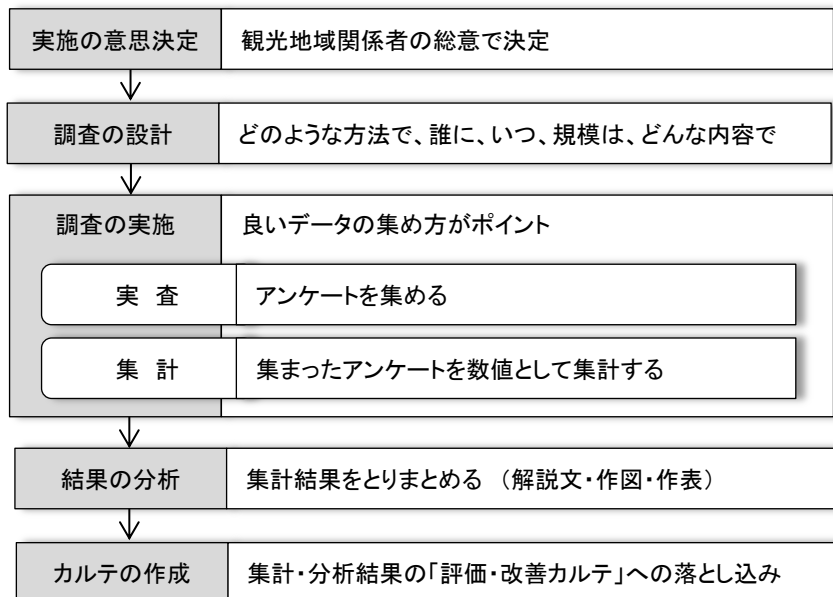 実施の意思決定 観光地域関係者の総意で決定
調査の設計 どのような方法で、誰に、いつ、規模は、どんな内容で
調査の実施 良いデータの集め方がポイント
実 査 アンケートを集める
集 計 集まったアンケートを数値として集計する
結果の分析 集計結果をとりまとめる (解説文・作図・作表)
カルテの作成 集計・分析結果の「評価・改善カルテ」への落とし込み